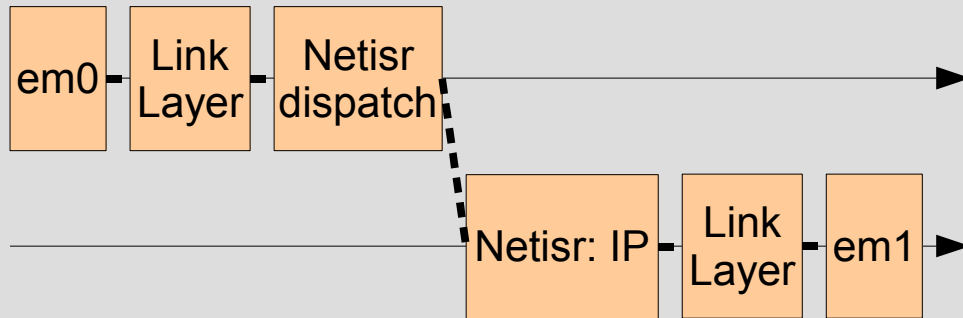 em0
Link
Layer
Netisr
dispatch
Netisr: IP
Link
Layer
em1